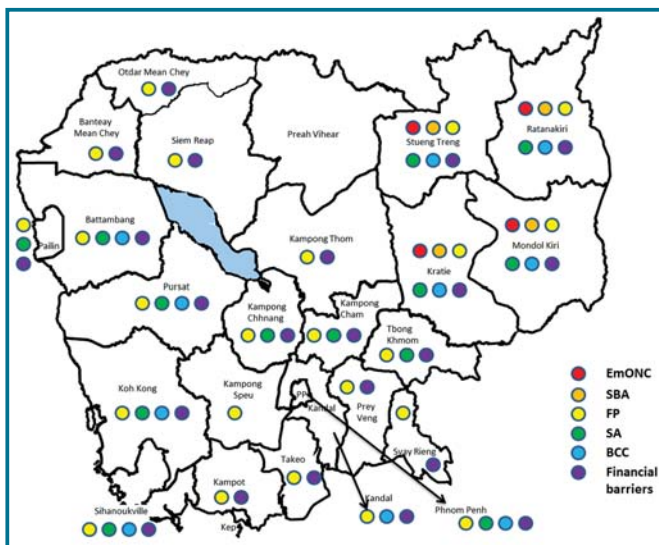 Otdar Mean Chey
Banteay
Mean Chey
Siem Reap
Preah Vihear
Stueng Treng
Ratanakiri
Battambang
Pailin
Kampong Thom
Mondol Kiri
Kratie
Pursat
Kampong
Chhnang
Kampong
Cham
Tbong
Khmom
Koh Kong
Kampong
Speu
PP
Kandal
Prey
Veng
Svay Rieng
Takeo
Kampot
Kep
Sihanoukville
Kandal
Phnom Penh
EmONC
SBA
FP
SA
BCC
Financial
barriers